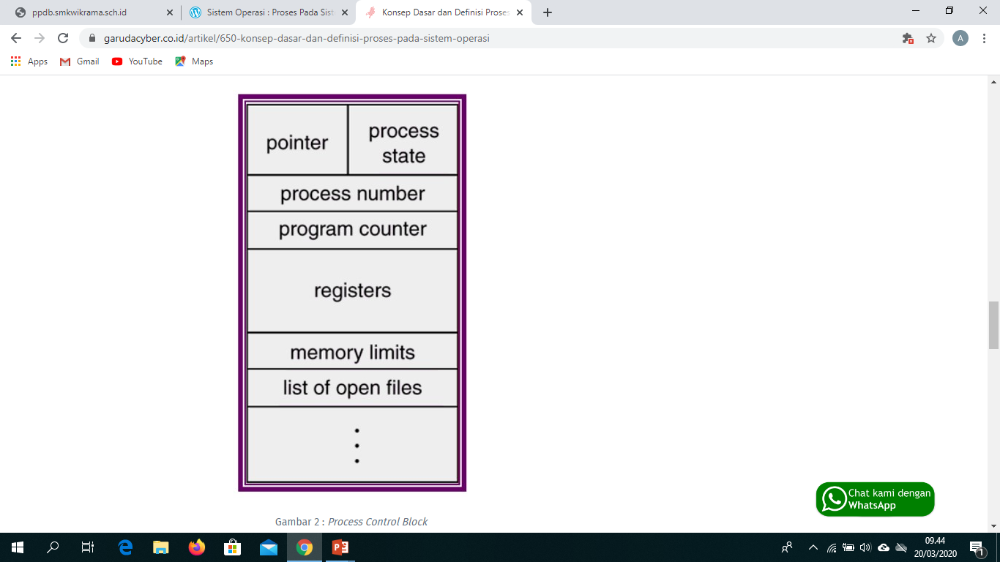 ppdb.smkwikrama.sch.id
Sistem Operasi : Proses Pada Sist
Konsep Dasar dan Definisi Proses
garudacyber.co.id/artikel/650-konsep-dasar-dan-definisi-proses-pada-sistem-operasi
A
Apps
Gmail
YouTube
Maps
pointer
process
state
process number
program counter
registers
memory limits
list of open files
Chat kami dengan
WhatsApp
Gambar 2 : Process Control Block
09.44
20/03/2020
1